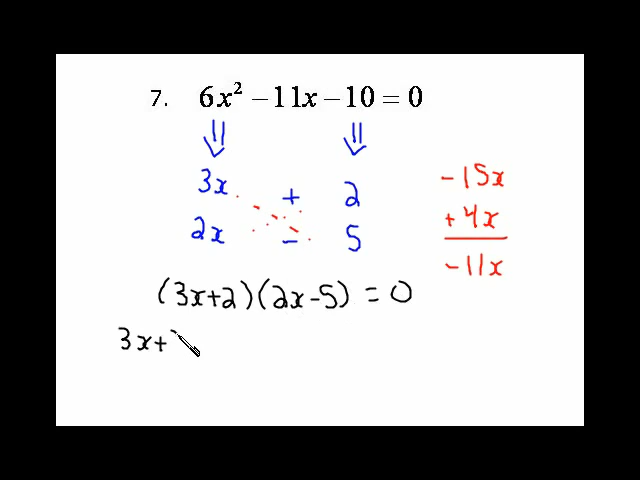 7. 6x² − 11x − 10 = 0
3x + 2
2x − 5
−15x
+4x
−11x
(3x+2)(2x−5) = 0
3x+